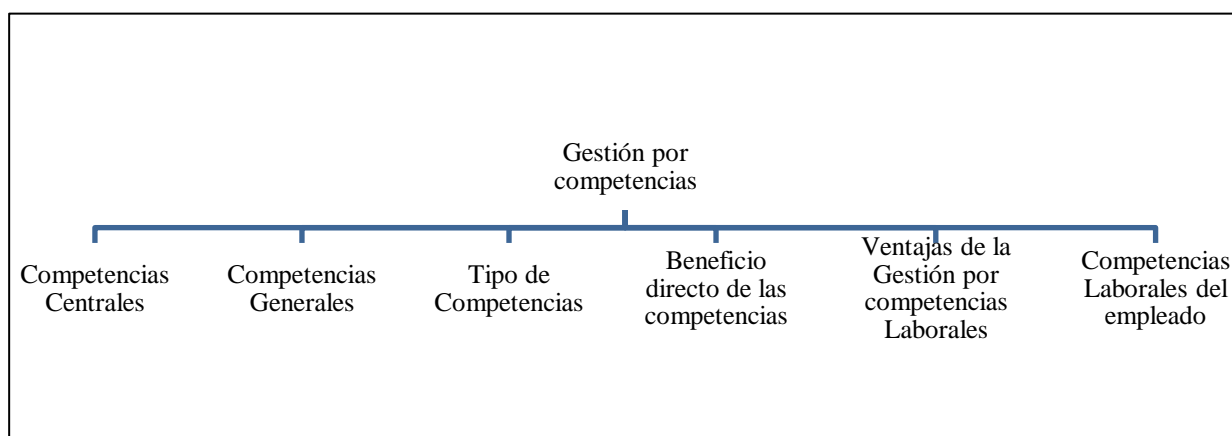 Gestión por
competencias
Competencias
Centrales
Competencias
Generales
Tipo de
Competencias
Beneficio
directo de las
competencias
Ventajas de la
Gestión por
competencias
Laborales
Competencias
Laborales del
empleado